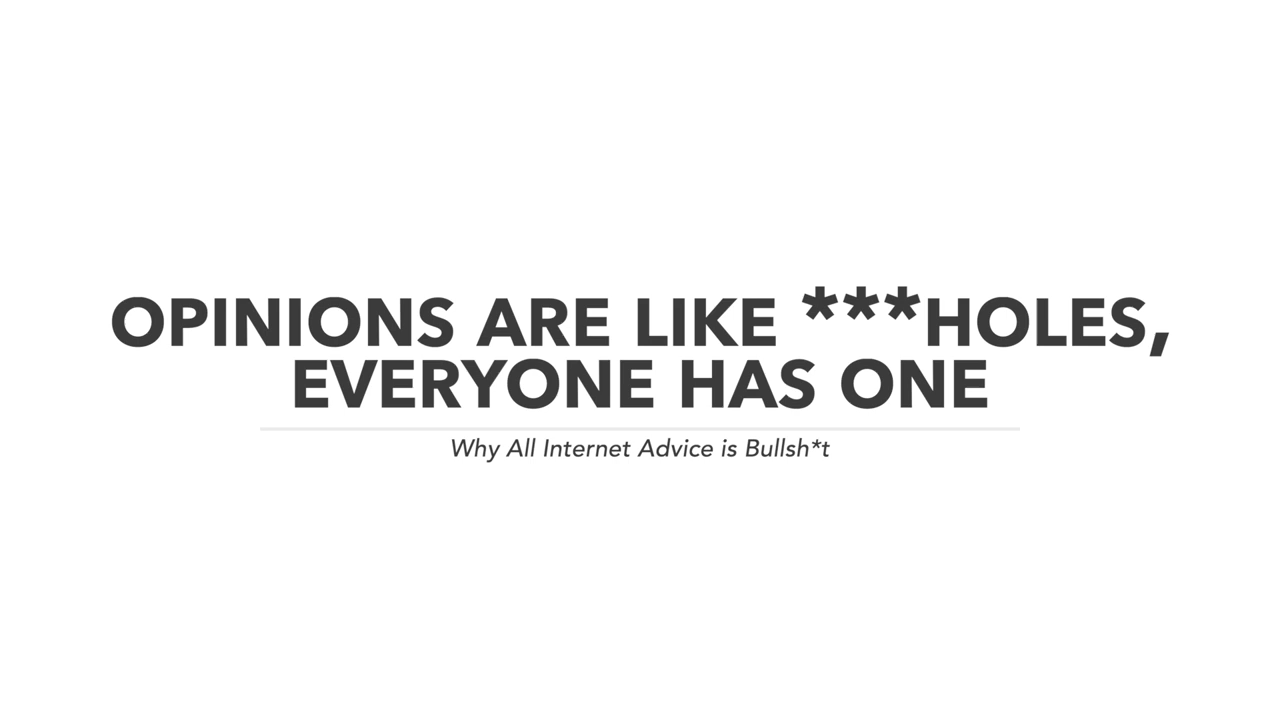 OPINIONS ARE LIKE ***HOLES,
EVERYONE HAS ONE
Why All Internet Advice is Bullsh*t